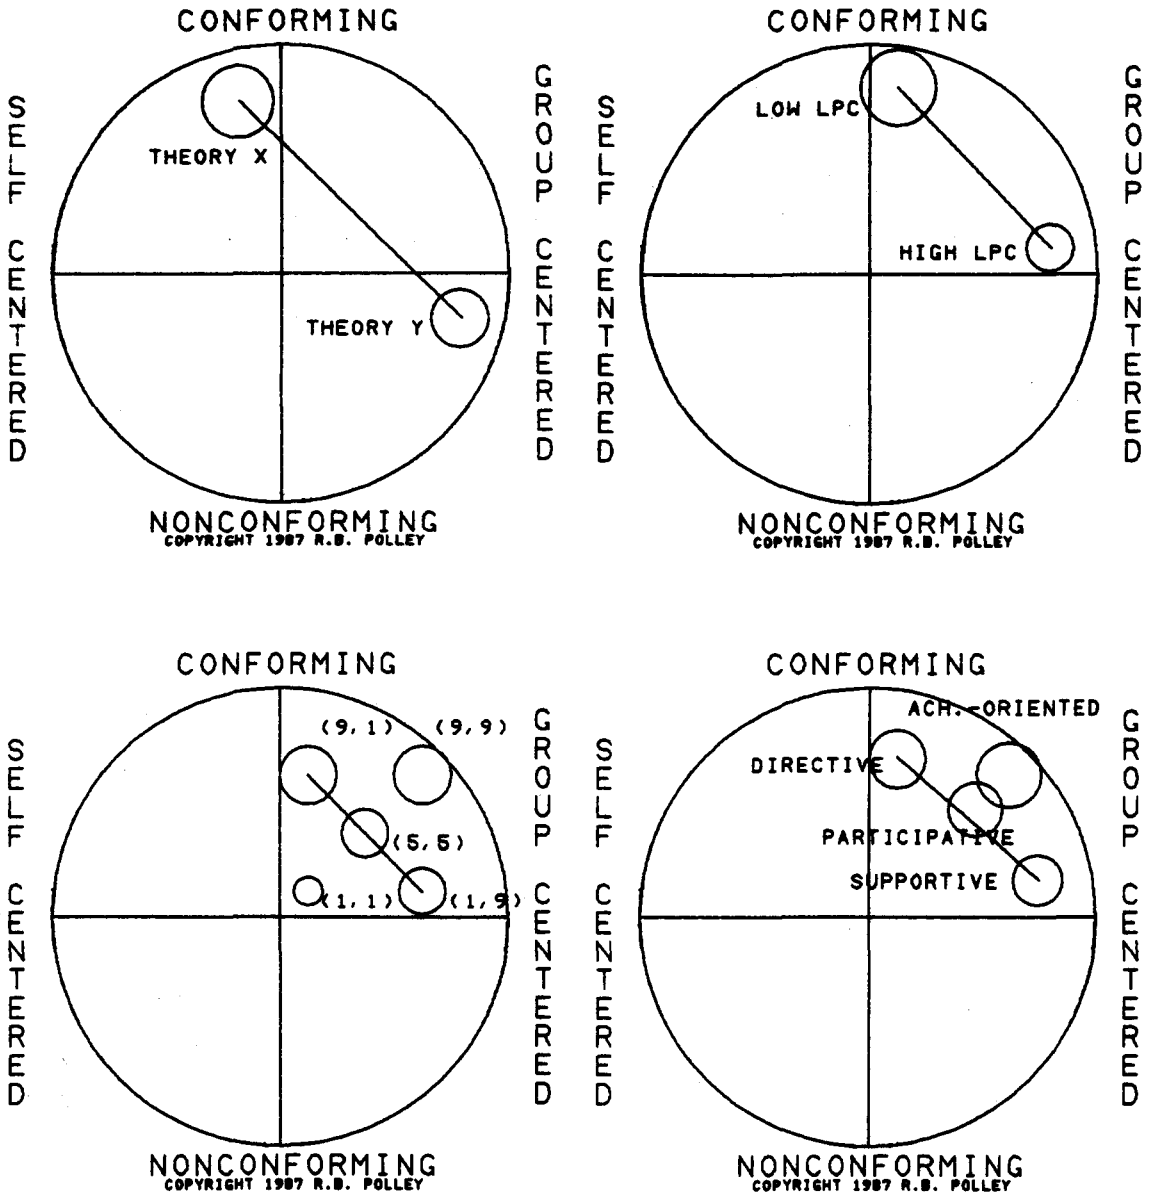 CONFORMING
SELF CENTERED
GROUP CENTERED
THEORY X
THEORY Y
NONCONFORMING
COPYRIGHT 1987 R.B. POLLEY
CONFORMING
SELF CENTERED
GROUP CENTERED
LOW LPC
HIGH LPC
NONCONFORMING
COPYRIGHT 1987 R.B. POLLEY
CONFORMING
SELF CENTERED
GROUP CENTERED
(9,1) (9,9)
(5,5)
(1,1) (1,9)
NONCONFORMING
COPYRIGHT 1987 R.B. POLLEY
CONFORMING
SELF CENTERED
GROUP CENTERED
ACH.-ORIENTED
DIRECTIVE
PARTICIPATIVE
SUPPORTIVE
NONCONFORMING
COPYRIGHT 1987 R.B. POLLEY